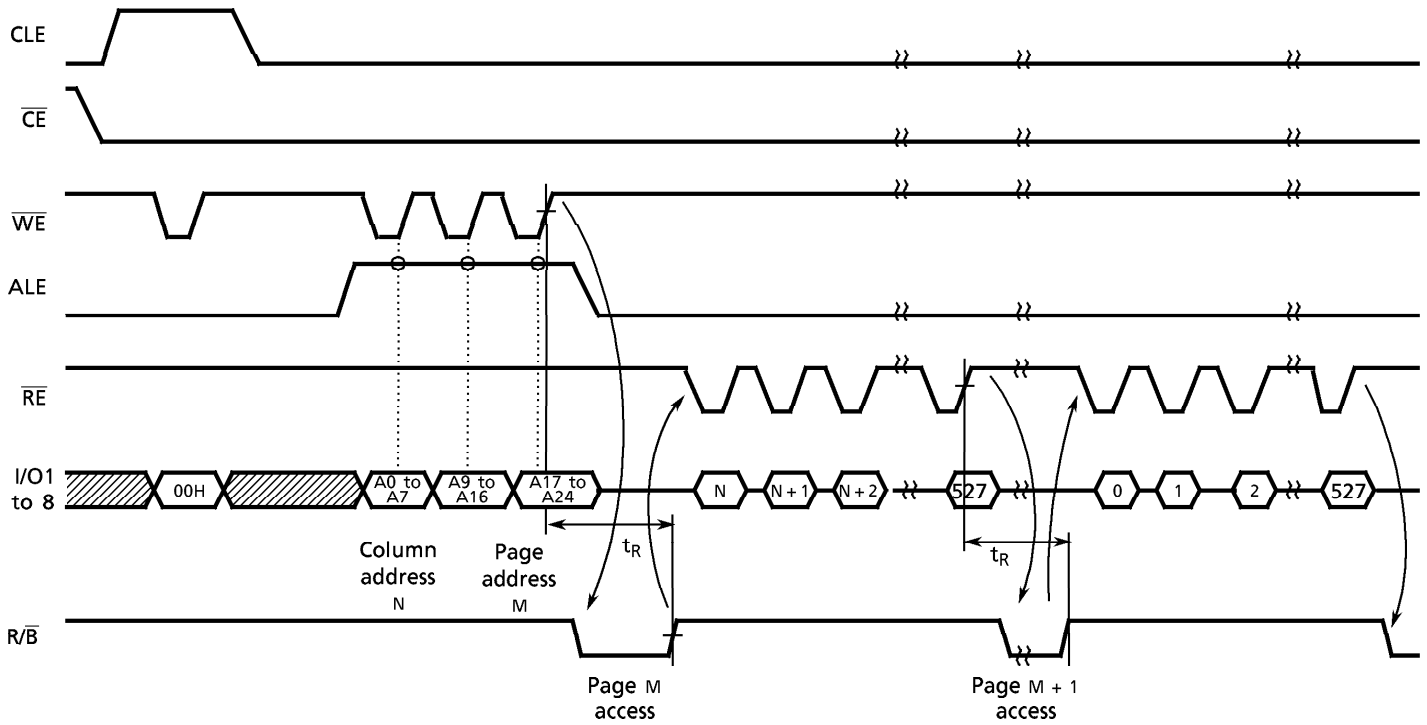 CLE
CE
WE
ALE
RE
I/O1
to 8
00H
A0 to
A7
A9 to
A16
A17 to
A24
N
N + 1
N + 2
527
0
1
2
527
Column
address
N
Page
address
M
tR
tR
R/B
Page M
access
Page M + 1
access